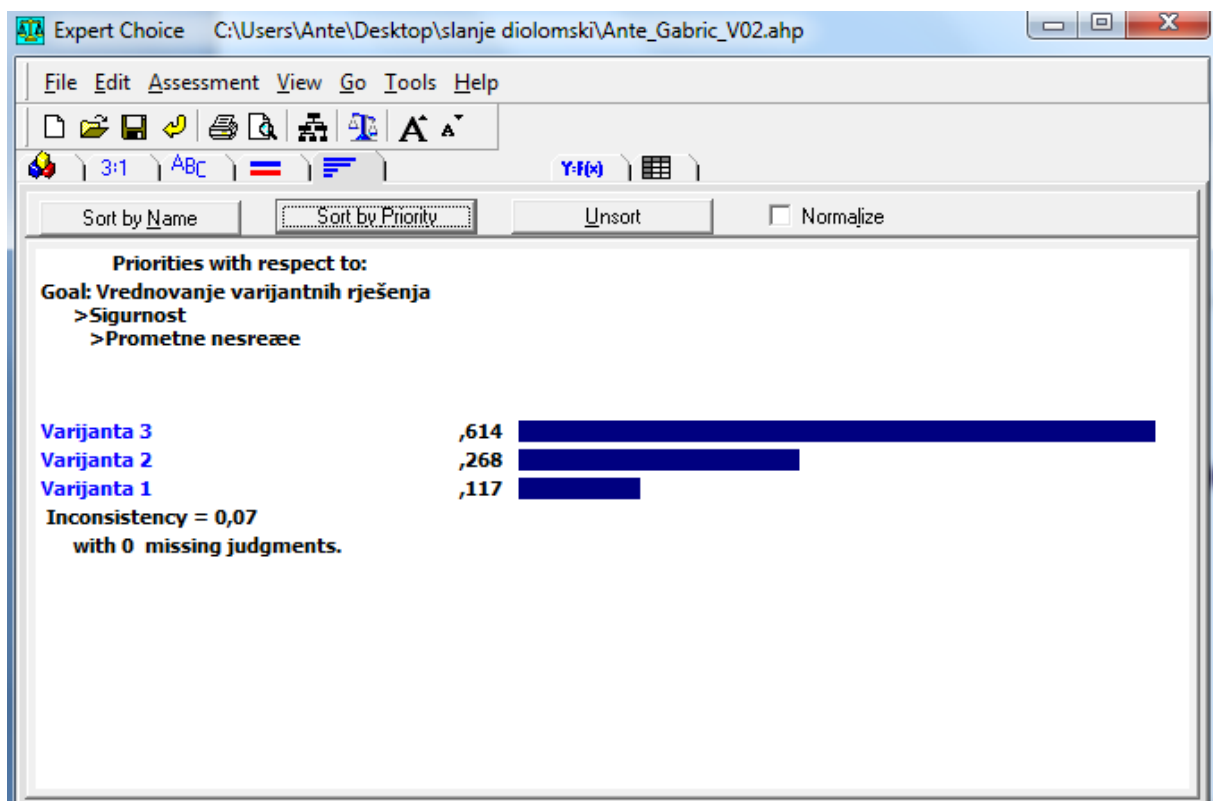 Expert Choice C:\Users\Ante\Desktop\slanje diolomski\Ante_Gabric_V02.ahp
File Edit Assessment View Go Tools Help
3:1 ABC Y=F(x)
Sort by Name Sort by Priority Unsort Normalize
Priorities with respect to:
Goal: Vrednovanje varijantnih rješenja
>Sigurnost
>Prometne nesreæe
Varijanta 3 ,614
Varijanta 2 ,268
Varijanta 1 ,117
Inconsistency = 0,07
with 0 missing judgments.